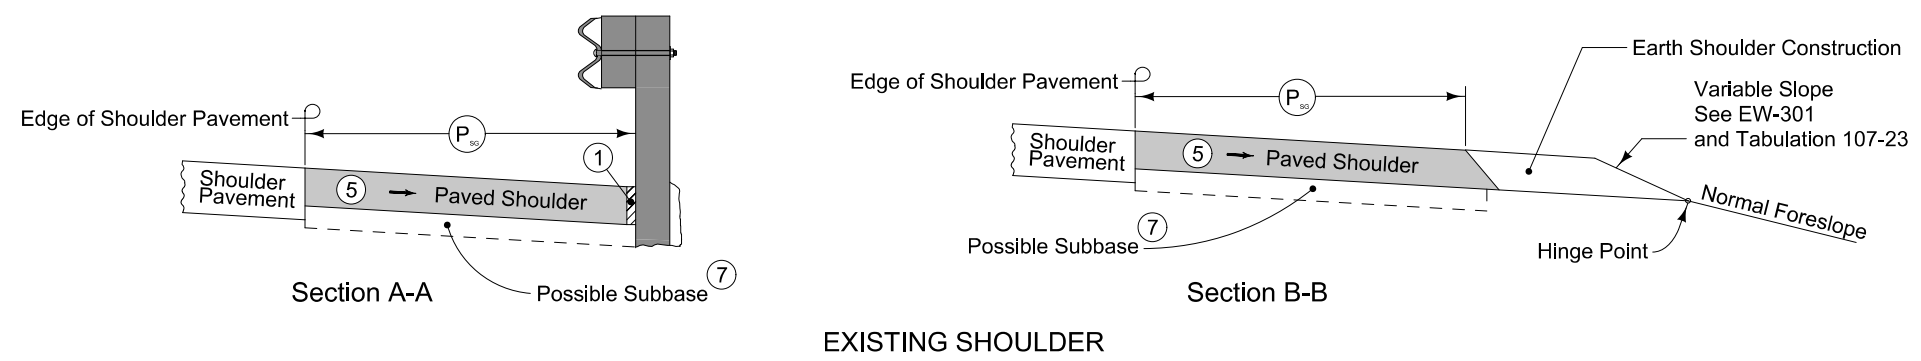 Edge of Shoulder Pavement
P SG
1
Shoulder
Pavement
5
Paved Shoulder
Possible Subbase 7
Section A-A
Edge of Shoulder Pavement
P SG
Earth Shoulder Construction
Variable Slope
See EW-301
and Tabulation 107-23
Shoulder
Pavement
5
Paved Shoulder
Normal Foreslope
Possible Subbase 7
Hinge Point
Section B-B
EXISTING SHOULDER